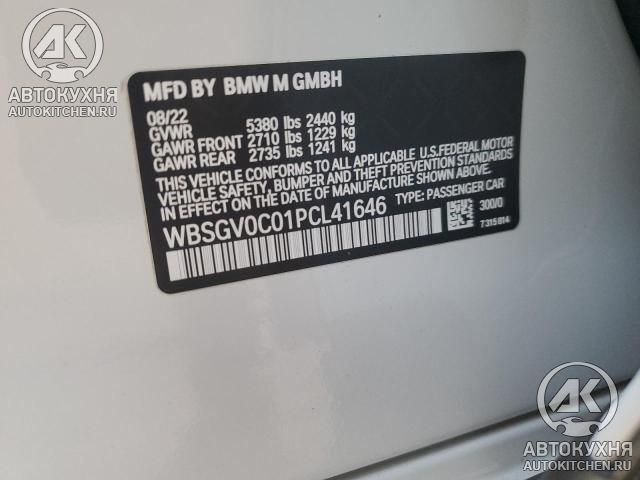 АК
АВТОКУХНЯ
AUTOKITCHEN.RU
MFD BY BMW M GMBH
08/22
GVWR 5380 lbs 2440 kg
GAWR FRONT 2710 lbs 1229 kg
GAWR REAR 2735 lbs 1241 kg
THIS VEHICLE CONFORMS TO ALL APPLICABLE U.S.FEDERAL MOTOR
VEHICLE SAFETY, BUMPER AND THEFT PREVENTION STANDARDS
IN EFFECT ON THE DATE OF MANUFACTURE SHOWN ABOVE.
WBSGV0C01PCL41646 TYPE: PASSENGER CAR
300/0
7315814
АК
АВТОКУХНЯ
AUTOKITCHEN.RU